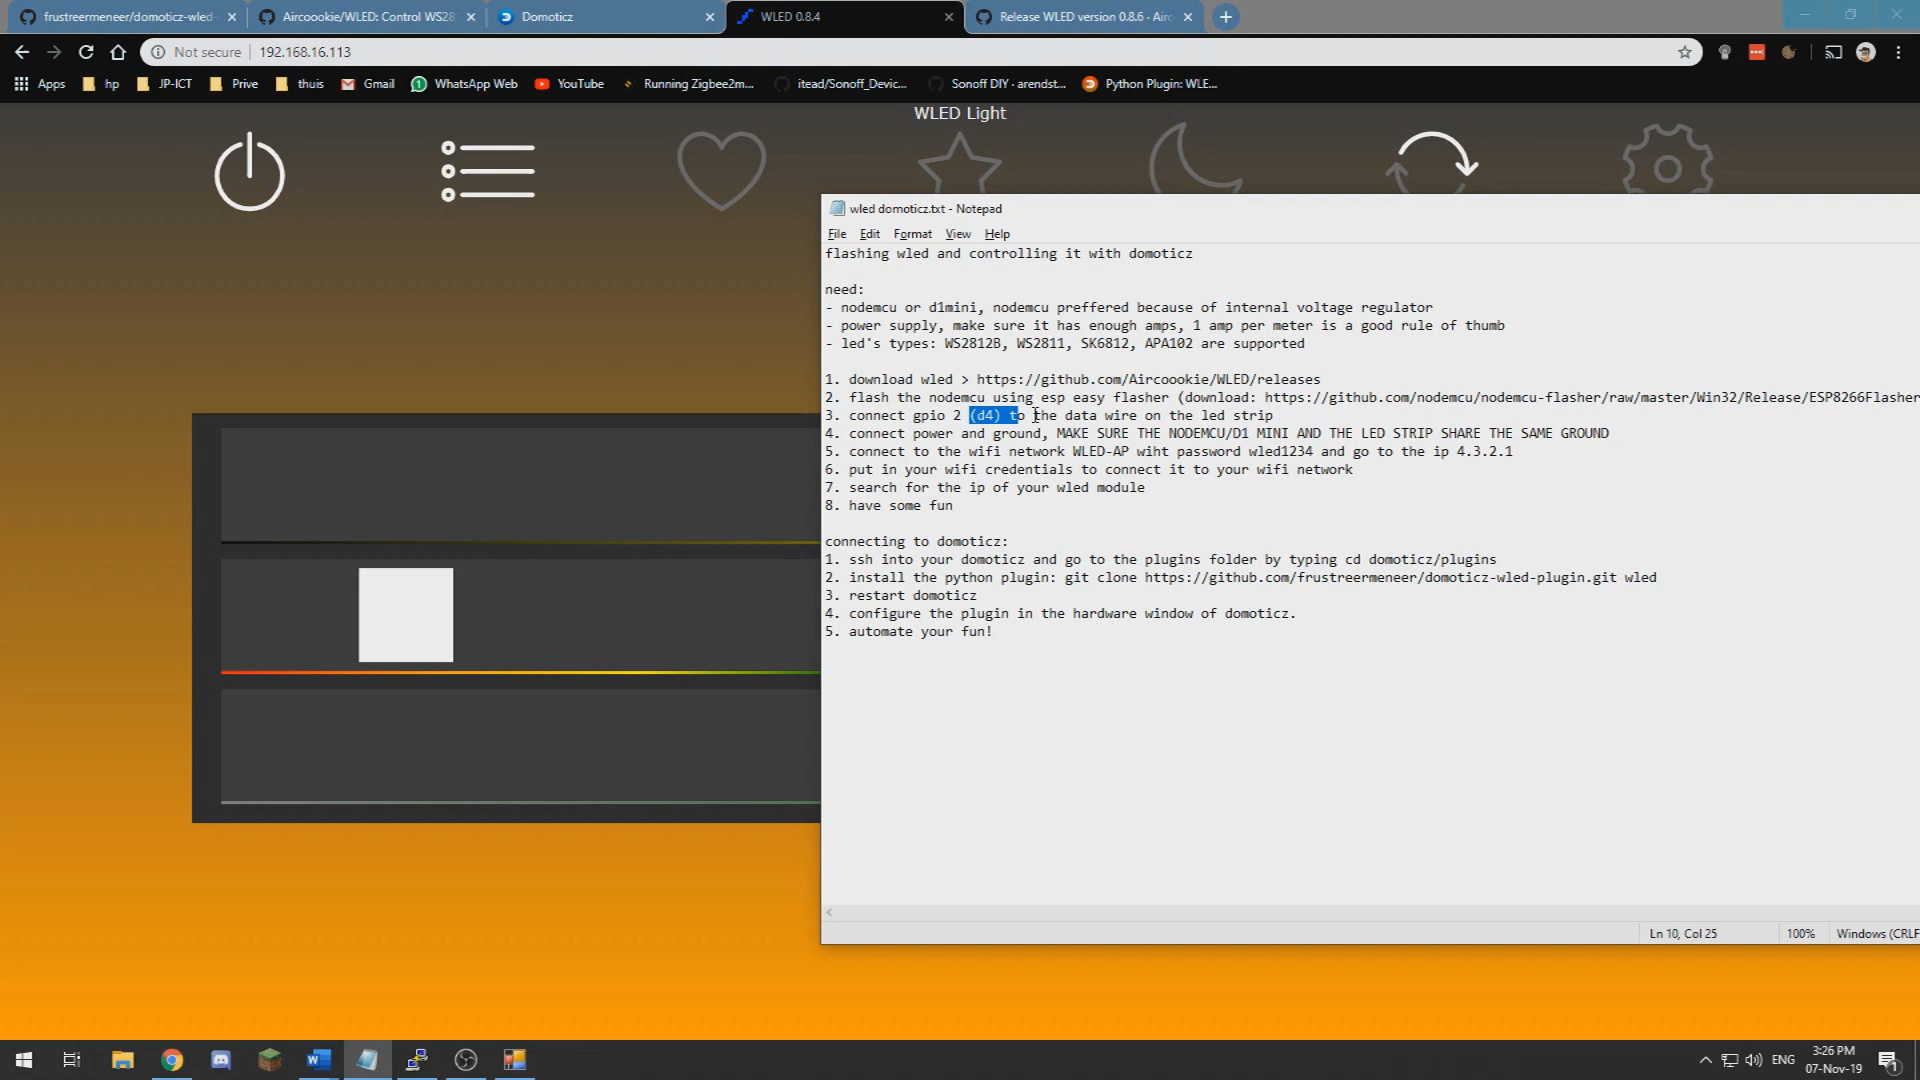 frustreermeneer/domoticz-wled-
Aircoookie/WLED: Control WS28
Domoticz
WLED 0.8.4
Release WLED version 0.8.6 · Airc
Not secure
192.168.16.113
Apps
hp
JP-ICT
Prive
thuis
Gmail
WhatsApp Web
YouTube
Running Zigbee2m...
itead/Sonoff_Devic...
Sonoff DIY · arendst...
Python Plugin: WLE...
WLED Light
wled domoticz.txt - Notepad
File Edit Format View Help
flashing wled and controlling it with domoticz
need:
- nodemcu or d1mini, nodemcu preffered because of internal voltage regulator
- power supply, make sure it has enough amps, 1 amp per meter is a good rule of thumb
- led's types: WS2812B, WS2811, SK6812, APA102 are supported
1. download wled > https://github.com/Aircoookie/WLED/releases
2. flash the nodemcu using esp easy flasher (download: https://github.com/nodemcu/nodemcu-flasher/raw/master/Win32/Release/ESP8266Flasher
3. connect gpio 2 (d4) to the data wire on the led strip
4. connect power and ground, MAKE SURE THE NODEMCU/D1 MINI AND THE LED STRIP SHARE THE SAME GROUND
5. connect to the wifi network WLED-AP wiht password wled1234 and go to the ip 4.3.2.1
6. put in your wifi credentials to connect it to your wifi network
7. search for the ip of your wled module
8. have some fun
connecting to domoticz:
1. ssh into your domoticz and go to the plugins folder by typing cd domoticz/plugins
2. install the python plugin: git clone https://github.com/frustreermeneer/domoticz-wled-plugin.git wled
3. restart domoticz
4. configure the plugin in the hardware window of domoticz.
5. automate your fun!
Ln 10, Col 25
100%
Windows (CRLF
ENG
3:26 PM
07-Nov-19
1